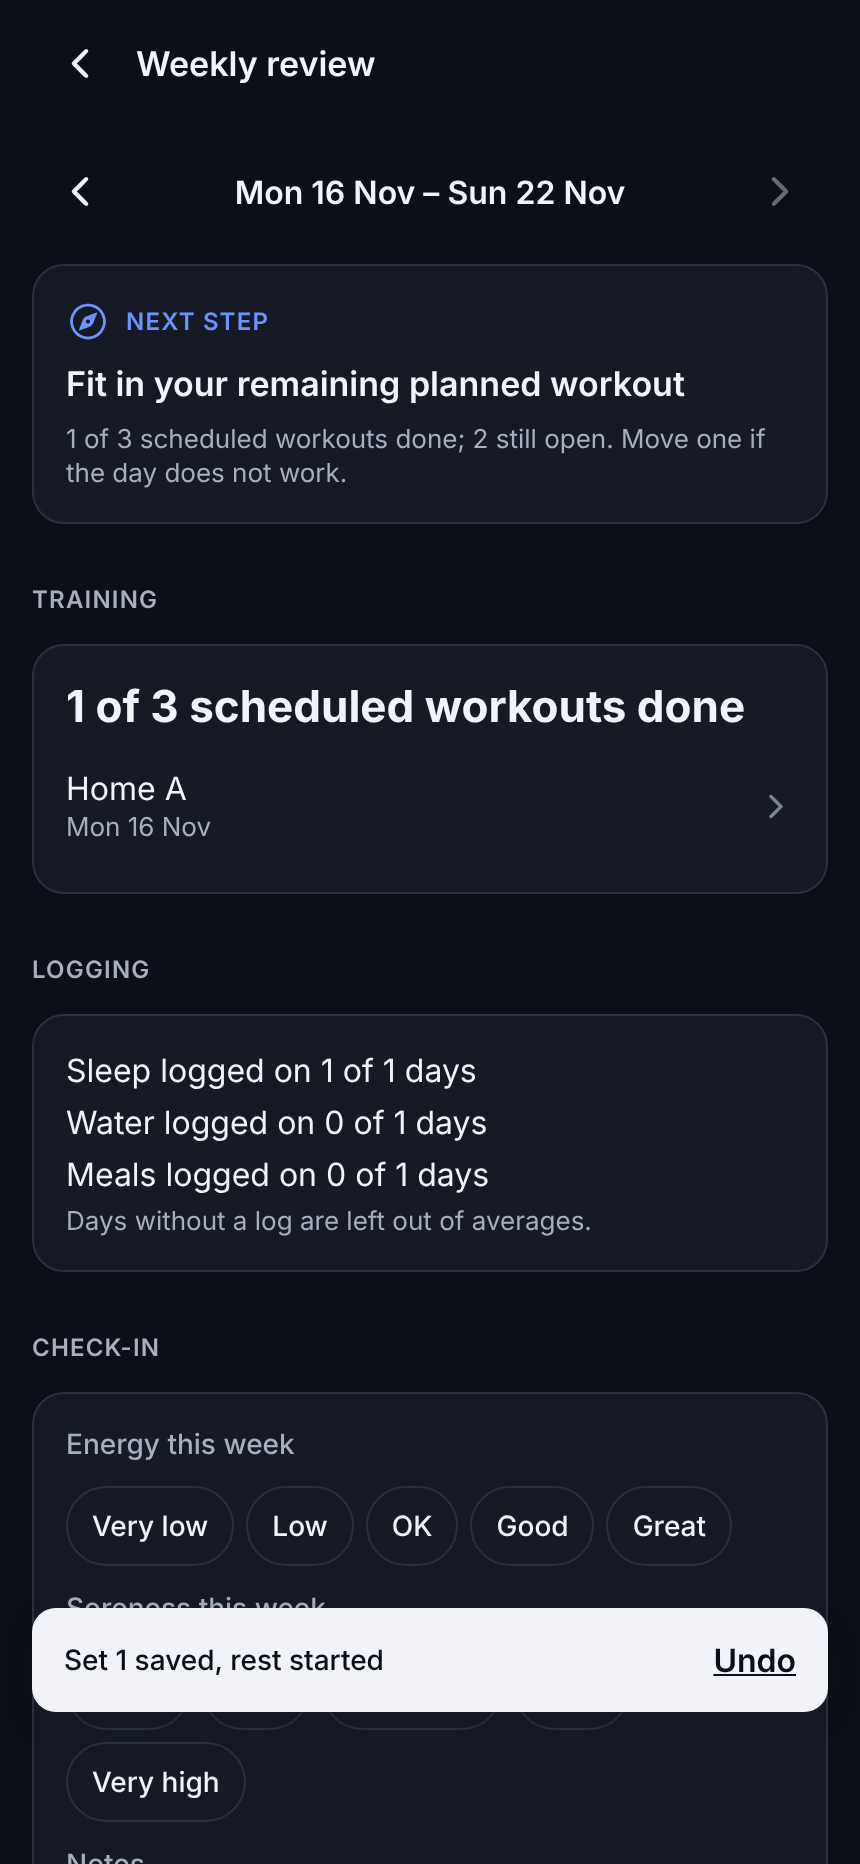 Weekly review
Mon 16 Nov – Sun 22 Nov
NEXT STEP
Fit in your remaining planned workout
1 of 3 scheduled workouts done; 2 still open. Move one if
the day does not work.
TRAINING
1 of 3 scheduled workouts done
Home A
Mon 16 Nov
LOGGING
Sleep logged on 1 of 1 days
Water logged on 0 of 1 days
Meals logged on 0 of 1 days
Days without a log are left out of averages.
CHECK-IN
Energy this week
Very low Low OK Good Great
Soreness this week
Set 1 saved, rest started Undo
Very high
Notes